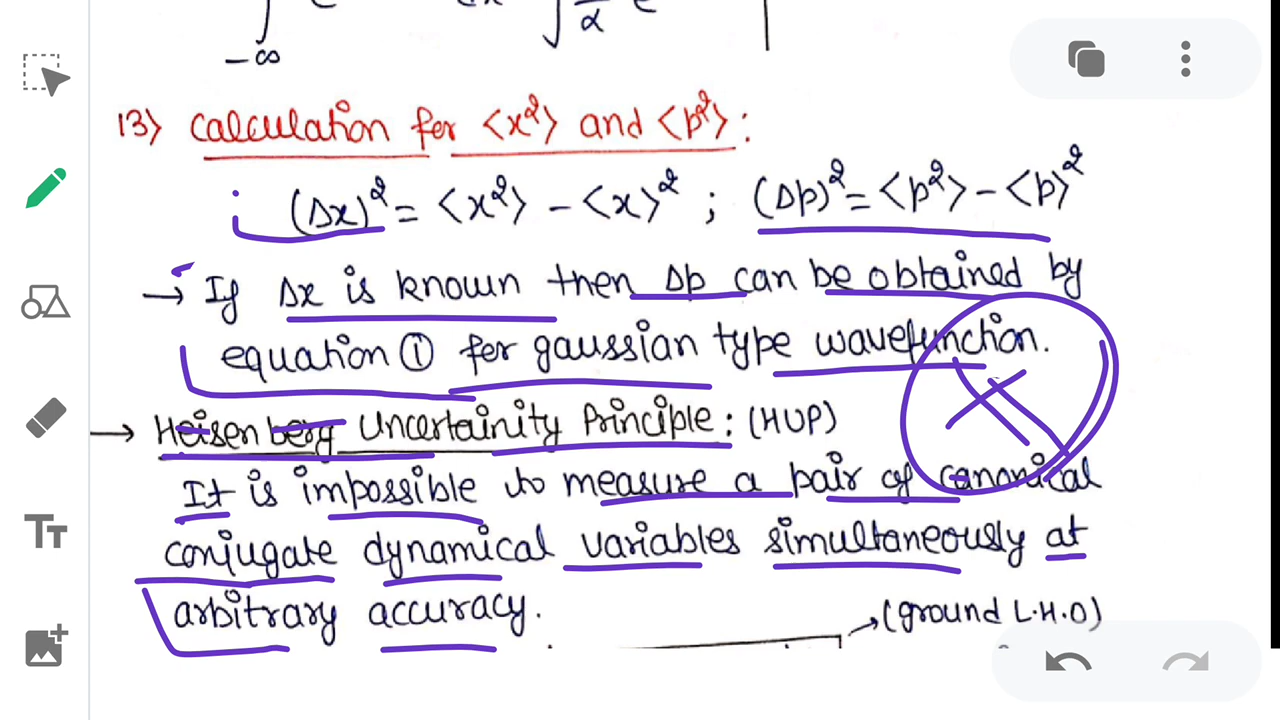 -∞
√ α
13) Calculation for <x²> and <p²>:
(Δx)² = <x²> - <x>² ; (Δp)² = <p²> - <p>²
→ If Δx is known then Δp can be obtained by
equation ① for gaussian type wavefunction.
→ Heisenberg Uncertainity Principle: (HUP)
It is impossible to measure a pair of canonical
conjugate dynamical variables simultaneously at
arbitrary accuracy.
→(ground L.H.O)
TT